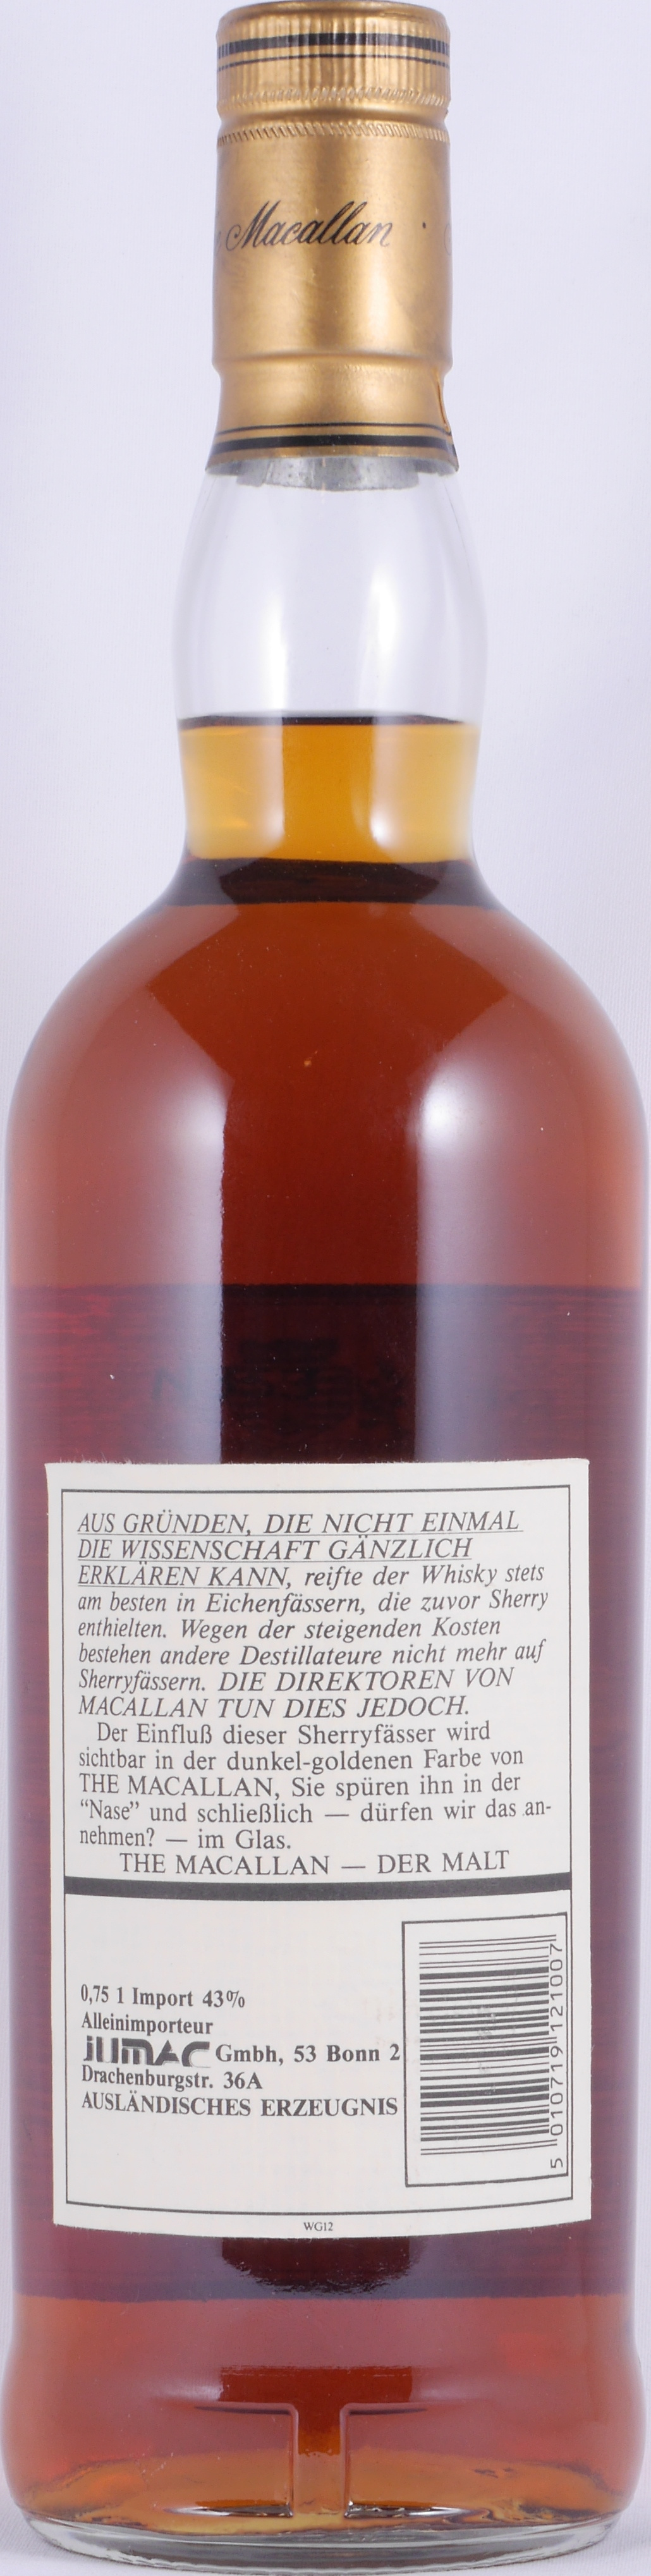 Macallan ·
AUS GRÜNDEN, DIE NICHT EINMAL
DIE WISSENSCHAFT GÄNZLICH
ERKLÄREN KANN, reifte der Whisky stets
am besten in Eichenfässern, die zuvor Sherry
enthielten. Wegen der steigenden Kosten
bestehen andere Destillateure nicht mehr auf
Sherryfässern. DIE DIREKTOREN VON
MACALLAN TUN DIES JEDOCH.
Der Einfluß dieser Sherryfässer wird
sichtbar in der dunkel-goldenen Farbe von
THE MACALLAN, Sie spüren ihn in der
“Nase” und schließlich — dürfen wir das an-
nehmen? — im Glas.
THE MACALLAN — DER MALT
0,75 1 Import 43%
Alleinimporteur
JUMAC Gmbh, 53 Bonn 2
Drachenburgstr. 36A
AUSLÄNDISCHES ERZEUGNIS
5 010719 121007
WG12